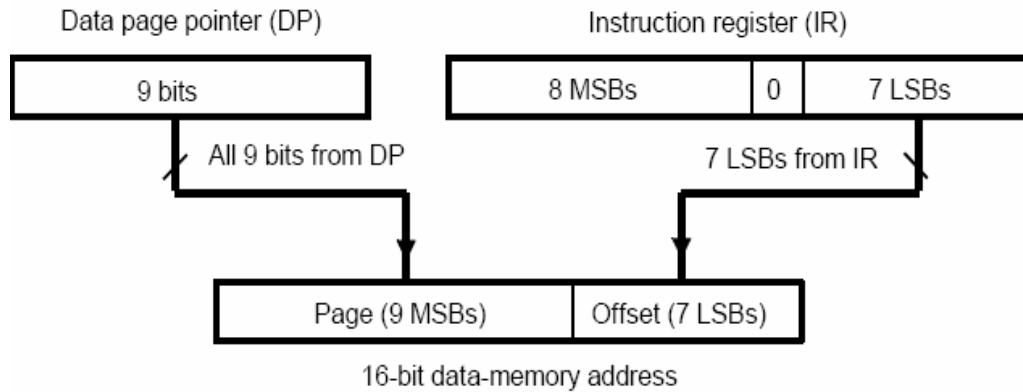 Data page pointer (DP)
Instruction register (IR)
9 bits
8 MSBs
0
7 LSBs
All 9 bits from DP
7 LSBs from IR
Page (9 MSBs)
Offset (7 LSBs)
16-bit data-memory address